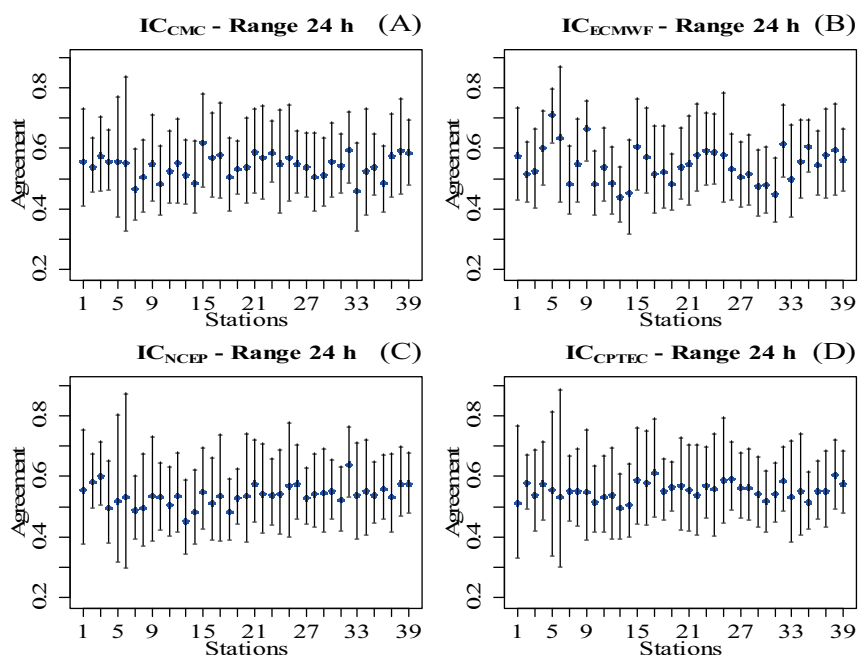 IC_CMC - Range 24 h (A)
Agreement
0.2 0.4 0.6 0.8
1 5 9 15 21 27 33 39
Stations
IC_ECMWF - Range 24 h (B)
Agreement
0.2 0.4 0.6 0.8
1 5 9 15 21 27 33 39
Stations
IC_NCEP - Range 24 h (C)
Agreement
0.2 0.4 0.6 0.8
1 5 9 15 21 27 33 39
Stations
IC_CPTEC - Range 24 h (D)
Agreement
0.2 0.4 0.6 0.8
1 5 9 15 21 27 33 39
Stations